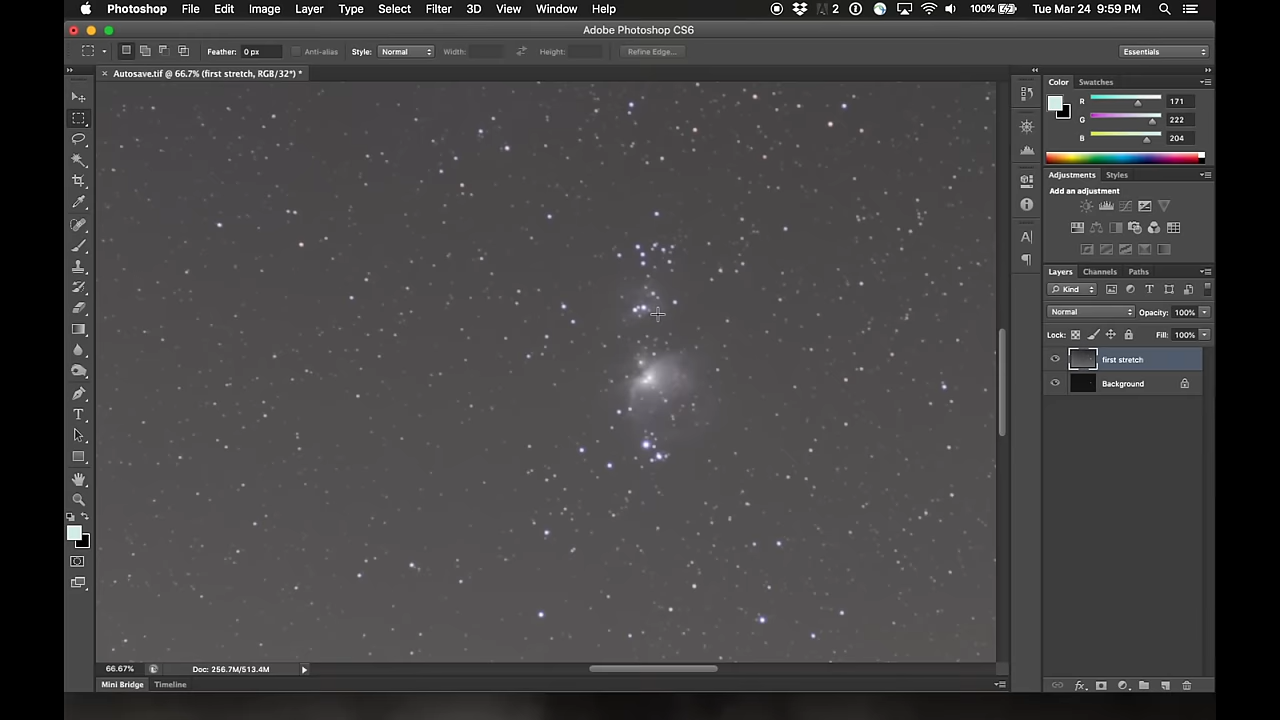 Photoshop File Edit Image Layer Type Select Filter 3D View Window Help 2 100% Tue Mar 24 9:59 PM
Adobe Photoshop CS6
Feather: 0 px Anti-alias Style: Normal Width: Height: Refine Edge... Essentials
Autosave.tif @ 66.7% (first stretch, RGB/32*) *
Color Swatches
R 171
G 222
B 204
Adjustments Styles
Add an adjustment
Layers Channels Paths
Kind
Normal Opacity: 100%
Lock: Fill: 100%
first stretch
Background
66.67% Doc: 256.7M/513.4M
Mini Bridge Timeline